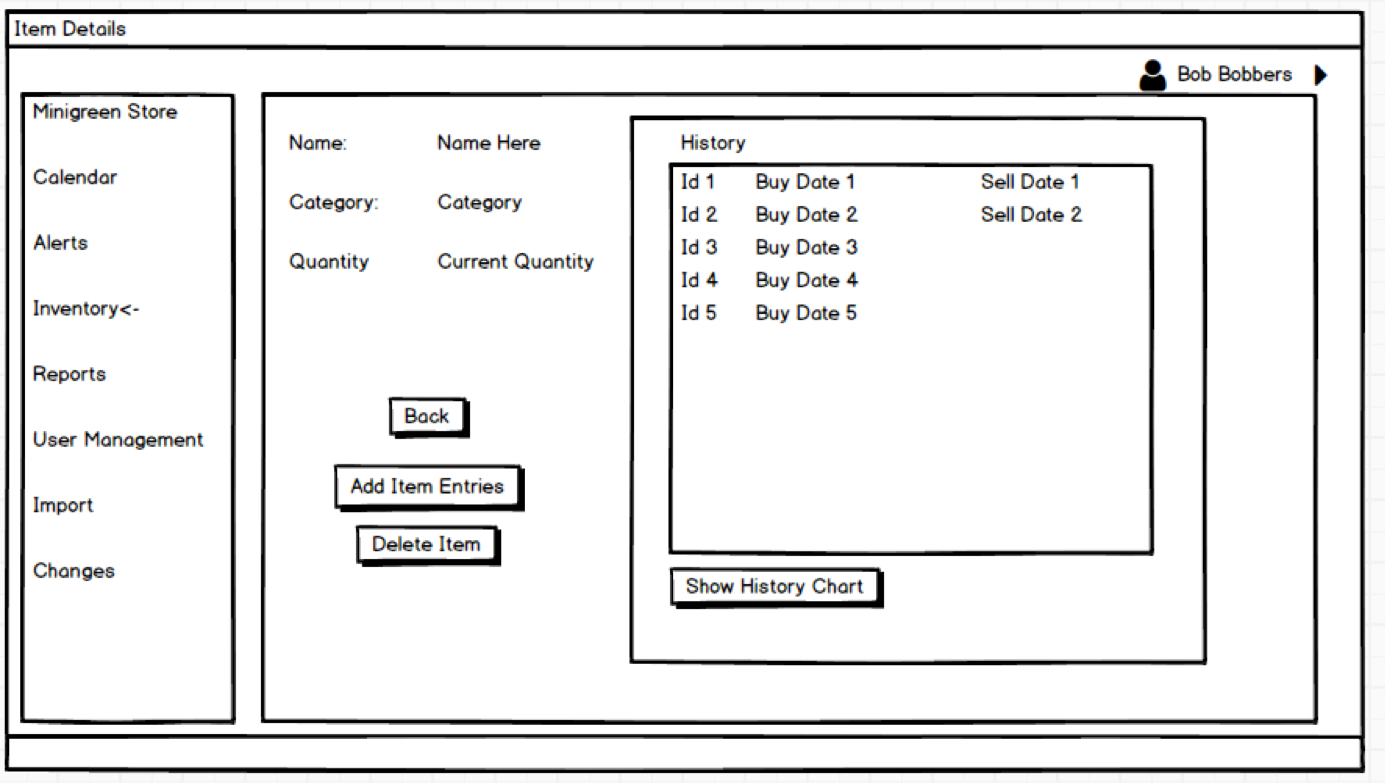 Item Details
Bob Bobbers
Minigreen Store
Calendar
Alerts
Inventory<-
Reports
User Management
Import
Changes
Name: Name Here
Category: Category
Quantity Current Quantity
Back
Add Item Entries
Delete Item
History
Id 1 Buy Date 1 Sell Date 1
Id 2 Buy Date 2 Sell Date 2
Id 3 Buy Date 3
Id 4 Buy Date 4
Id 5 Buy Date 5
Show History Chart